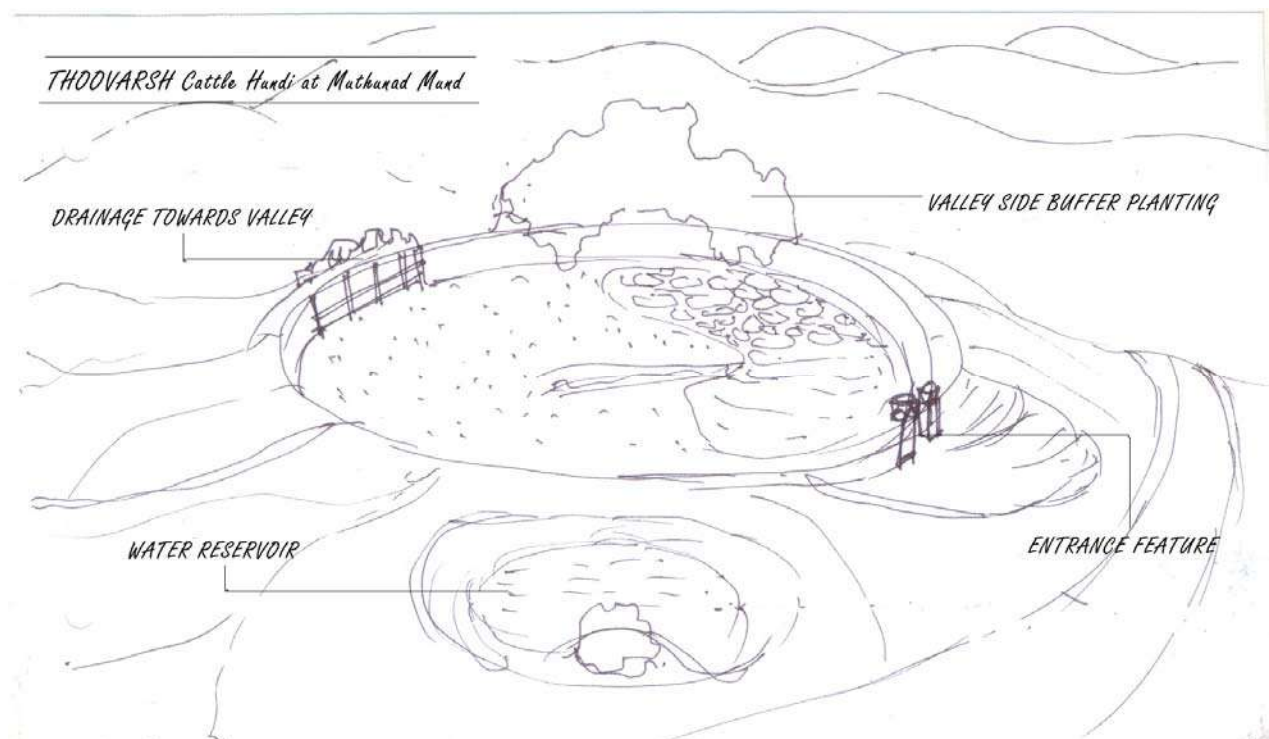 THOOVARSH Cattle Hundi at Muthunad Mund
DRAINAGE TOWARDS VALLEY
VALLEY SIDE BUFFER PLANTING
WATER RESERVOIR
ENTRANCE FEATURE